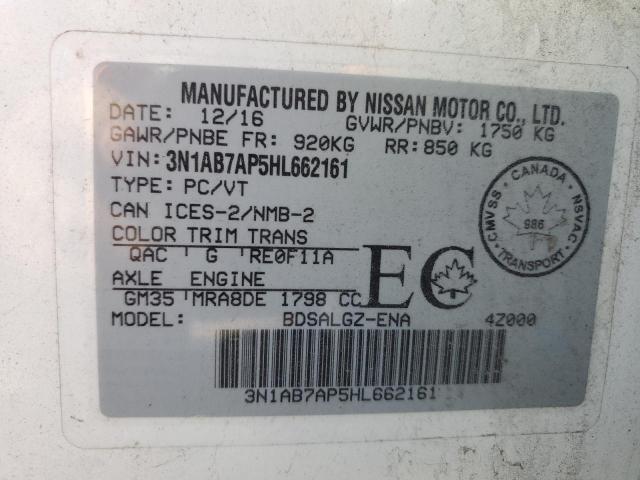 MANUFACTURED BY NISSAN MOTOR CO., LTD.
DATE: 12/16 GVWR/PNBV: 1750 KG
GAWR/PNBE FR: 920KG RR: 850 KG
VIN: 3N1AB7AP5HL662161
TYPE: PC/VT
CAN ICES-2/NMB-2
COLOR TRIM TRANS
QAC G RE0F11A
AXLE ENGINE
GM35 MRA8DE 1798 CC
EC
MODEL: BDSALGZ-ENA 4Z000
3N1AB7AP5HL662161
CANADA
CMVSS NSVAC
986
TRANSPORT